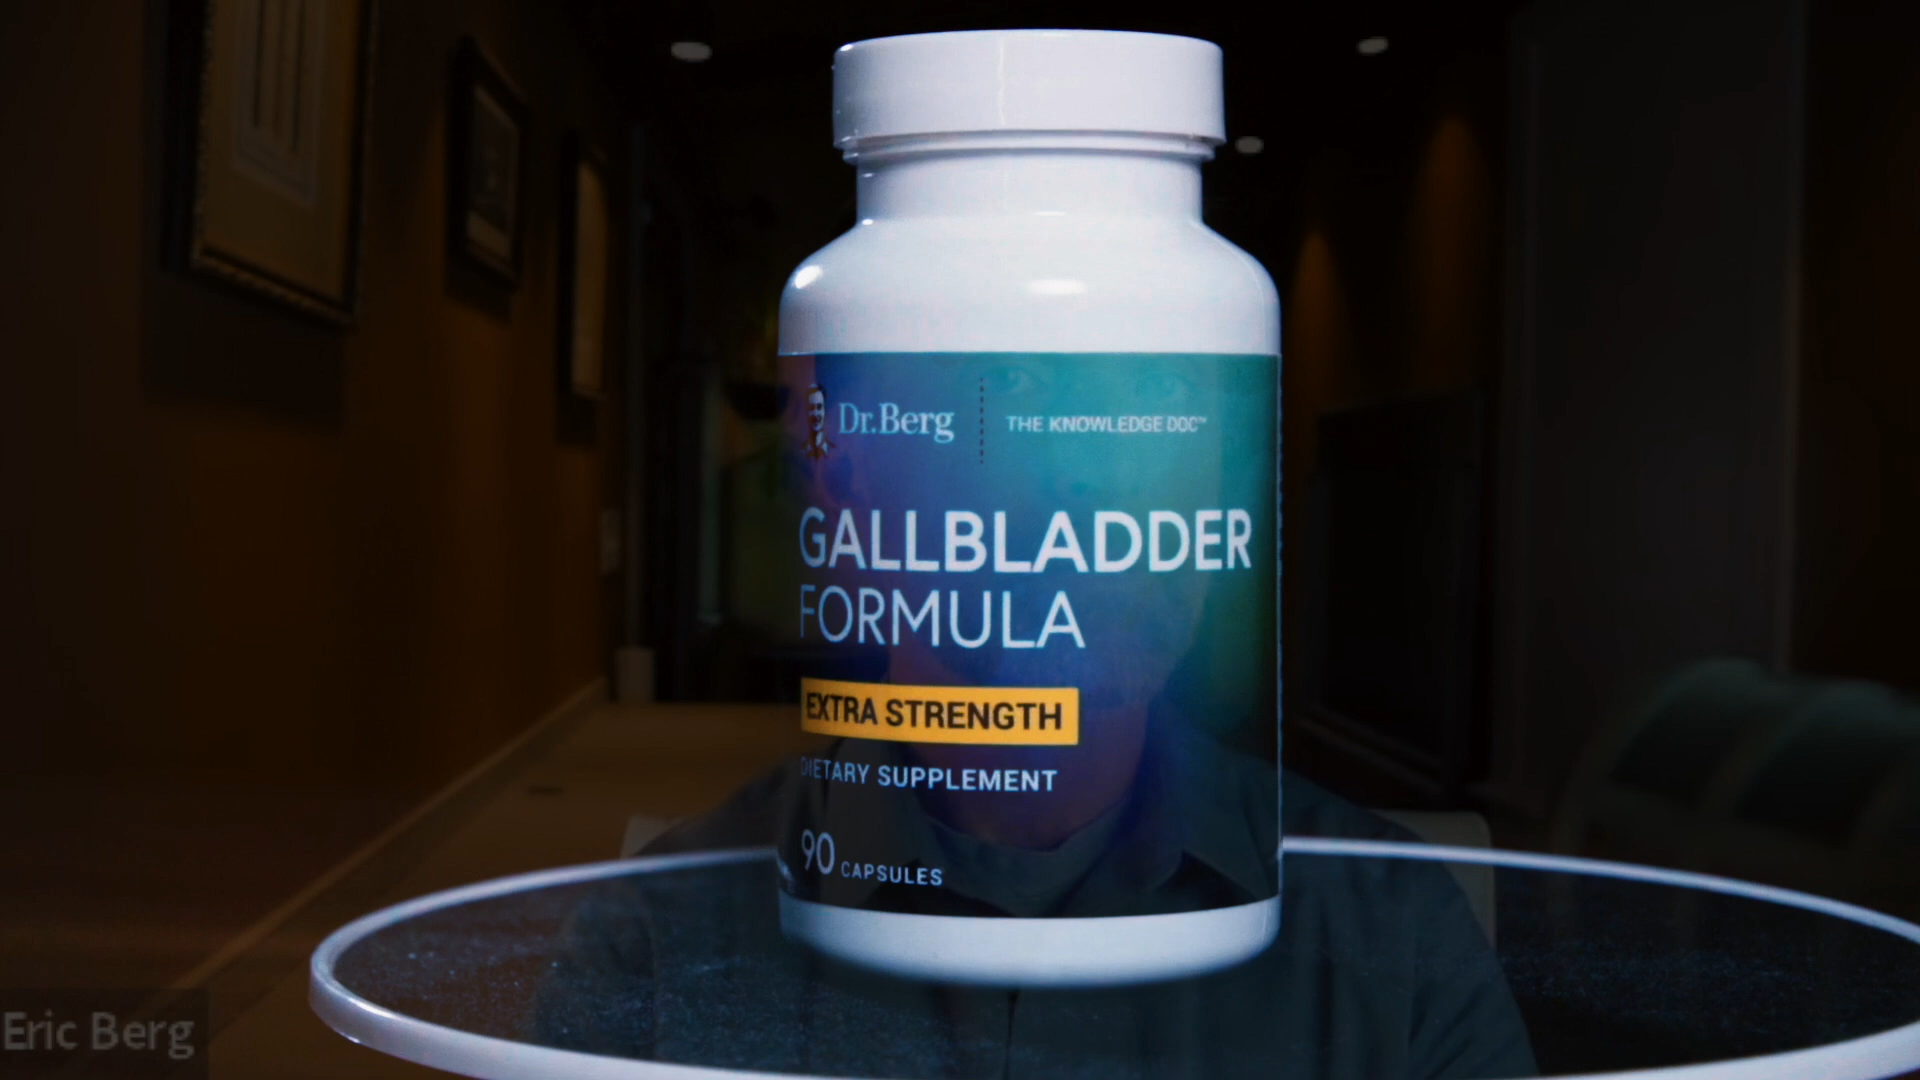 Dr.Berg
THE KNOWLEDGE DOC™
GALLBLADDER
FORMULA
EXTRA STRENGTH
DIETARY SUPPLEMENT
90 CAPSULES
Eric Berg